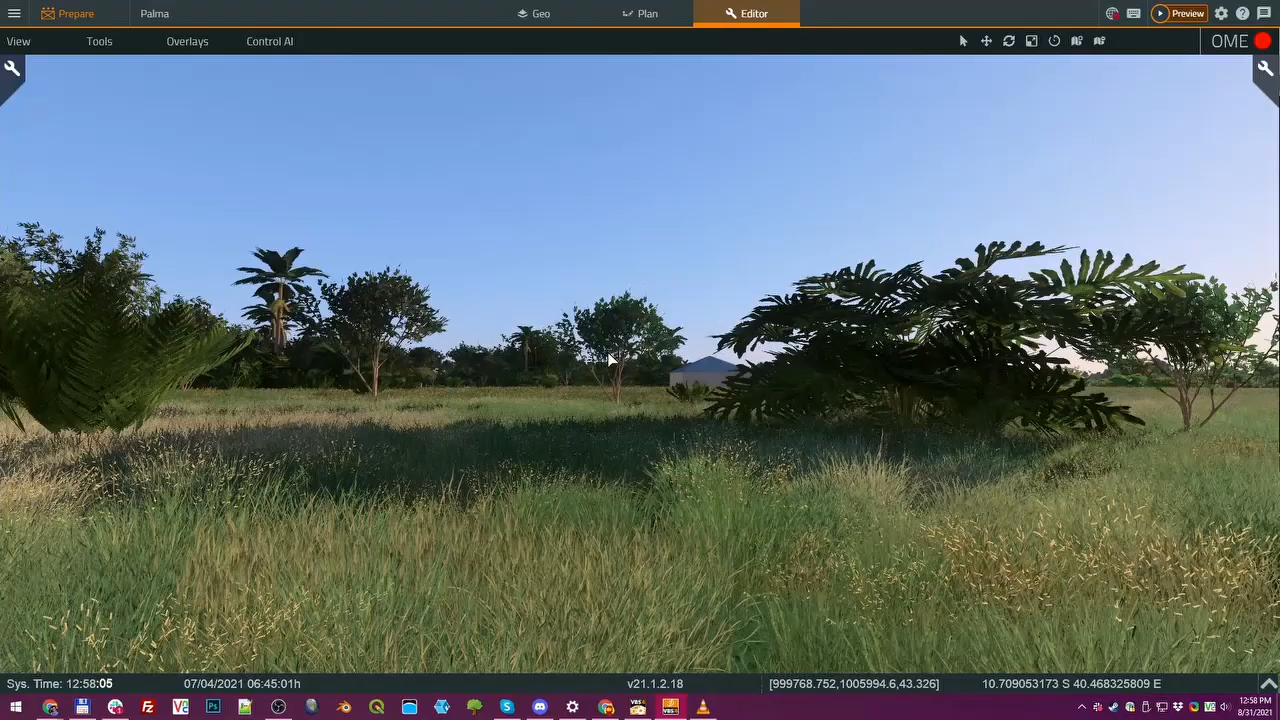 Prepare Palma Geo Plan Editor Preview
View Tools Overlays Control AI OME
Sys. Time: 12:58:05 07/04/2021 06:45:01h v21.1.2.18 [999768.752,1005994.6,43.326] 10.709053173 S 40.468325809 E
12:58 PM
8/31/2021